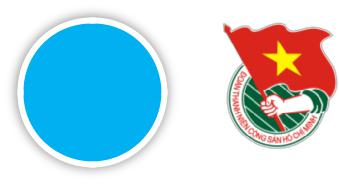 ĐOÀN THANH NIÊN CỘNG SẢN HỒ CHÍ MINH